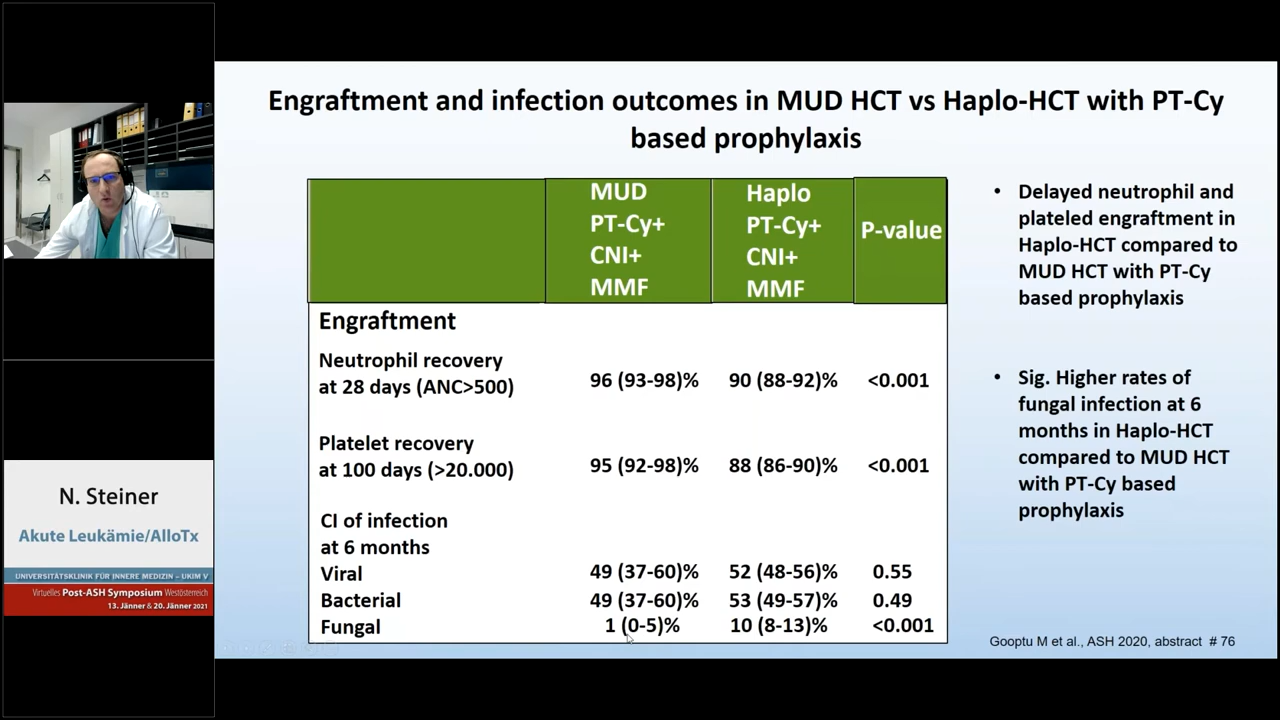 Engraftment and infection outcomes in MUD HCT vs Haplo-HCT with PT-Cy
based prophylaxis
MUD
PT-Cy+
CNI+
MMF
Haplo
PT-Cy+
CNI+
MMF
P-value
Engraftment
Neutrophil recovery
at 28 days (ANC>500) 96 (93-98)% 90 (88-92)% <0.001
Platelet recovery
at 100 days (>20.000) 95 (92-98)% 88 (86-90)% <0.001
CI of infection
at 6 months
Viral 49 (37-60)% 52 (48-56)% 0.55
Bacterial 49 (37-60)% 53 (49-57)% 0.49
Fungal 1 (0-5)% 10 (8-13)% <0.001
• Delayed neutrophil and
plateled engraftment in
Haplo-HCT compared to
MUD HCT with PT-Cy
based prophylaxis
• Sig. Higher rates of
fungal infection at 6
months in Haplo-HCT
compared to MUD HCT
with PT-Cy based
prophylaxis
Gooptu M et al., ASH 2020, abstract # 76
N. Steiner
Akute Leukämie/AlloTx
UNIVERSITÄTSKLINIK FÜR INNERE MEDIZIN – UKIM V
Virtuelles Post-ASH Symposium Westösterreich
13. Jänner & 20. Jänner 2021